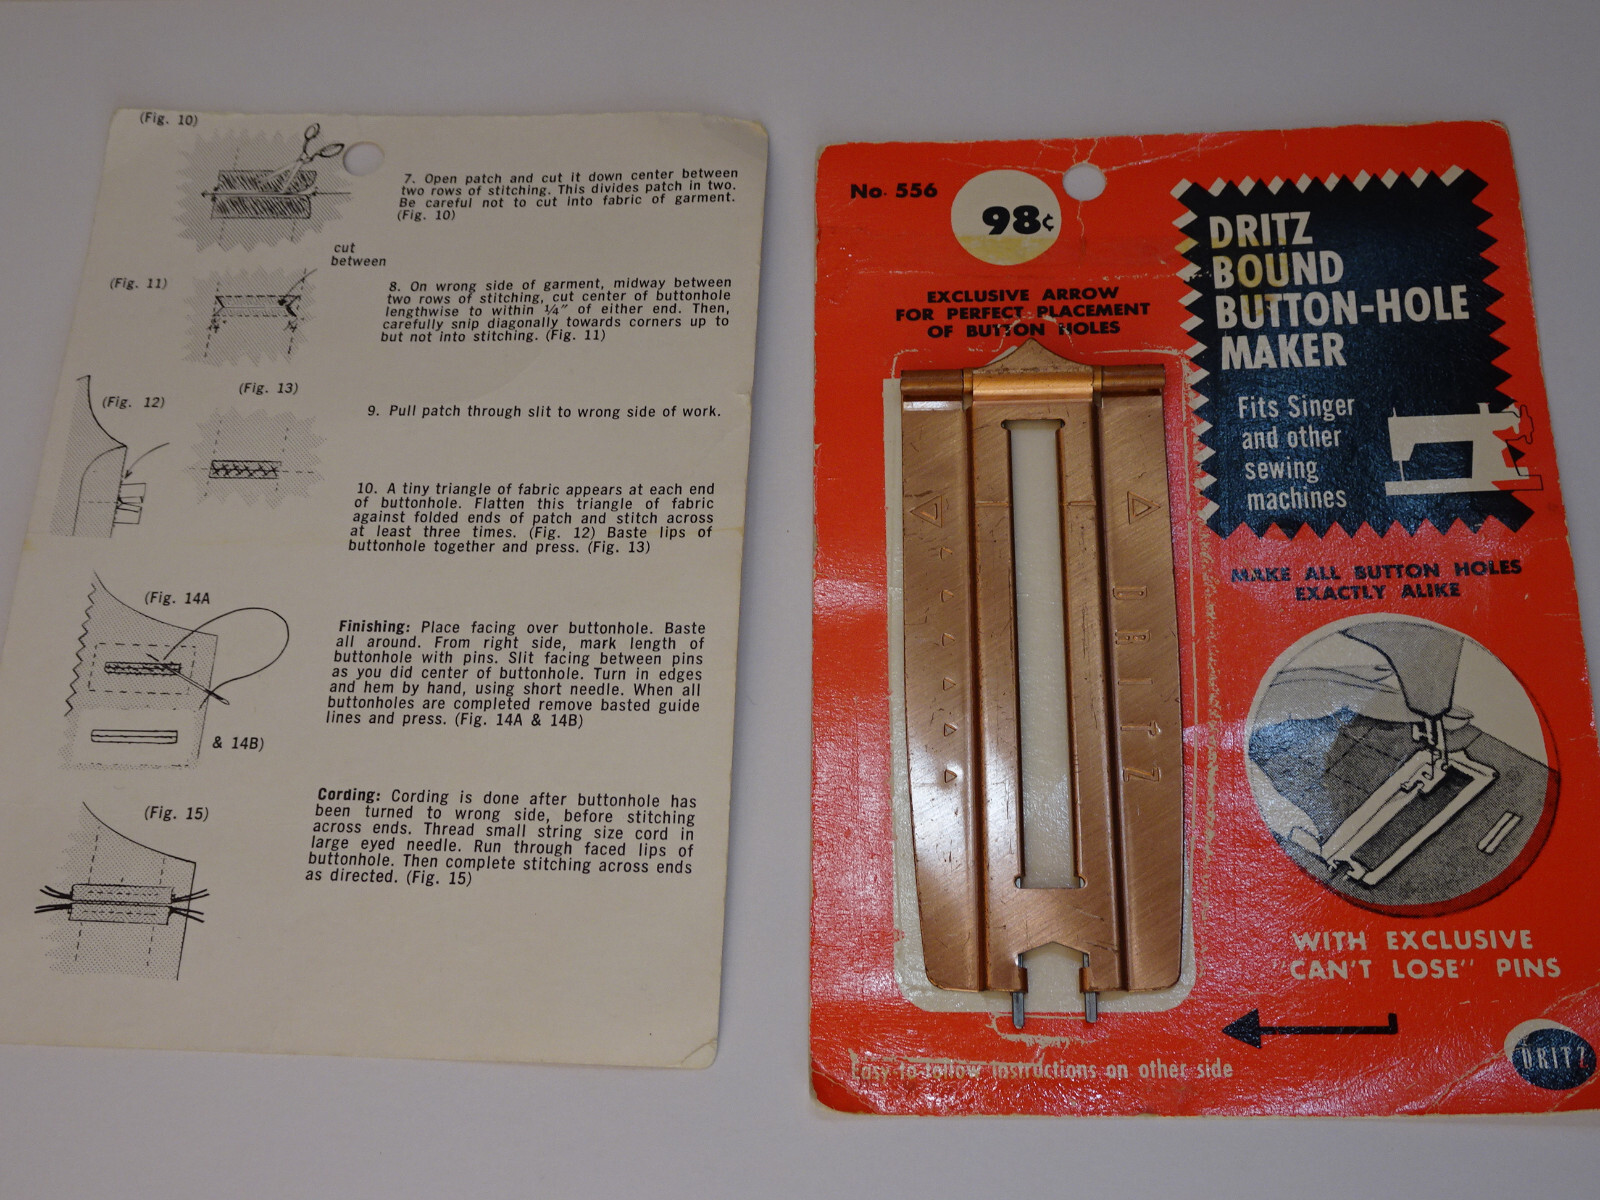 (Fig. 10)
7. Open patch and cut it down center between
two rows of stitching. This divides patch in two.
Be careful not to cut into fabric of garment.
(Fig. 10)
cut
between
(Fig. 11)
8. On wrong side of garment, midway between
two rows of stitching, cut center of buttonhole
lengthwise to within ¼" of either end. Then,
carefully snip diagonally towards corners up to
but not into stitching. (Fig. 11)
(Fig. 12)
(Fig. 13)
9. Pull patch through slit to wrong side of work.
10. A tiny triangle of fabric appears at each end
of buttonhole. Flatten this triangle of fabric
against folded ends of patch and stitch across
at least three times. (Fig. 12) Baste lips of
buttonhole together and press. (Fig. 13)
(Fig. 14A
& 14B)
Finishing: Place facing over buttonhole. Baste
all around. From right side, mark length of
buttonhole with pins. Slit facing between pins
as you did center of buttonhole. Turn in edges
and hem by hand, using short needle. When all
buttonholes are completed remove basted guide
lines and press. (Fig. 14A & 14B)
(Fig. 15)
Cording: Cording is done after buttonhole has
been turned to wrong side, before stitching
across ends. Thread small string size cord in
large eyed needle. Run through faced lips of
buttonhole. Then complete stitching across ends
as directed. (Fig. 15)
No. 556
98¢
EXCLUSIVE ARROW
FOR PERFECT PLACEMENT
OF BUTTON HOLES
DRITZ
BOUND
BUTTON-HOLE
MAKER
Fits Singer
and other
sewing
machines
MAKE ALL BUTTON HOLES
EXACTLY ALIKE
DRITZ
WITH EXCLUSIVE
"CAN'T LOSE" PINS
Easy to follow instructions on other side
DRITZ